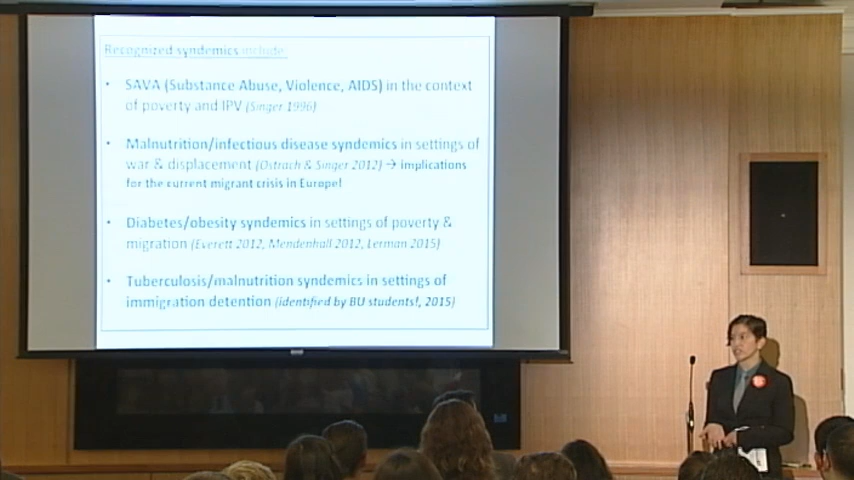 Recognized syndemics include:
• SAVA (Substance Abuse, Violence, AIDS) in the context
of poverty and IPV (Singer 1996)
• Malnutrition/infectious disease syndemics in settings of
war & displacement (Ostrach & Singer 2012) → implications
for the current migrant crisis in Europe!
• Diabetes/obesity syndemics in settings of poverty &
migration (Everett 2012, Mendenhall 2012, Lerman 2015)
• Tuberculosis/malnutrition syndemics in settings of
immigration detention (identified by BU students!, 2015)